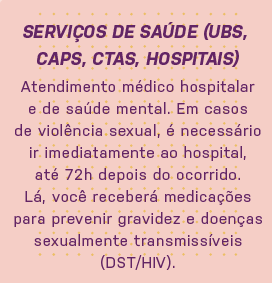 SERVIÇOS DE SAÚDE (UBS,
CAPS, CTAS, HOSPITAIS)
Atendimento médico hospitalar
e de saúde mental. Em casos
de violência sexual, é necessário
ir imediatamente ao hospital,
até 72h depois do ocorrido.
Lá, você receberá medicações
para prevenir gravidez e doenças
sexualmente transmissíveis
(DST/HIV).